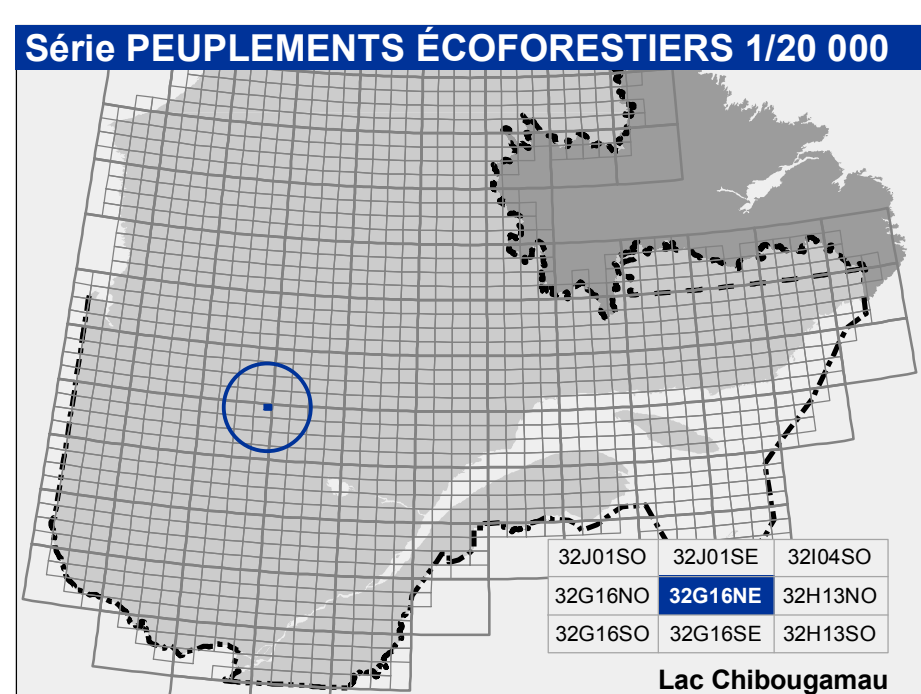 Série PEUPLEMENTS ÉCOFORESTIERS 1/20 000
32J01SO 32J01SE 32I04SO
32G16NO 32G16NE 32H13NO
32G16SO 32G16SE 32H13SO
Lac Chibougamau